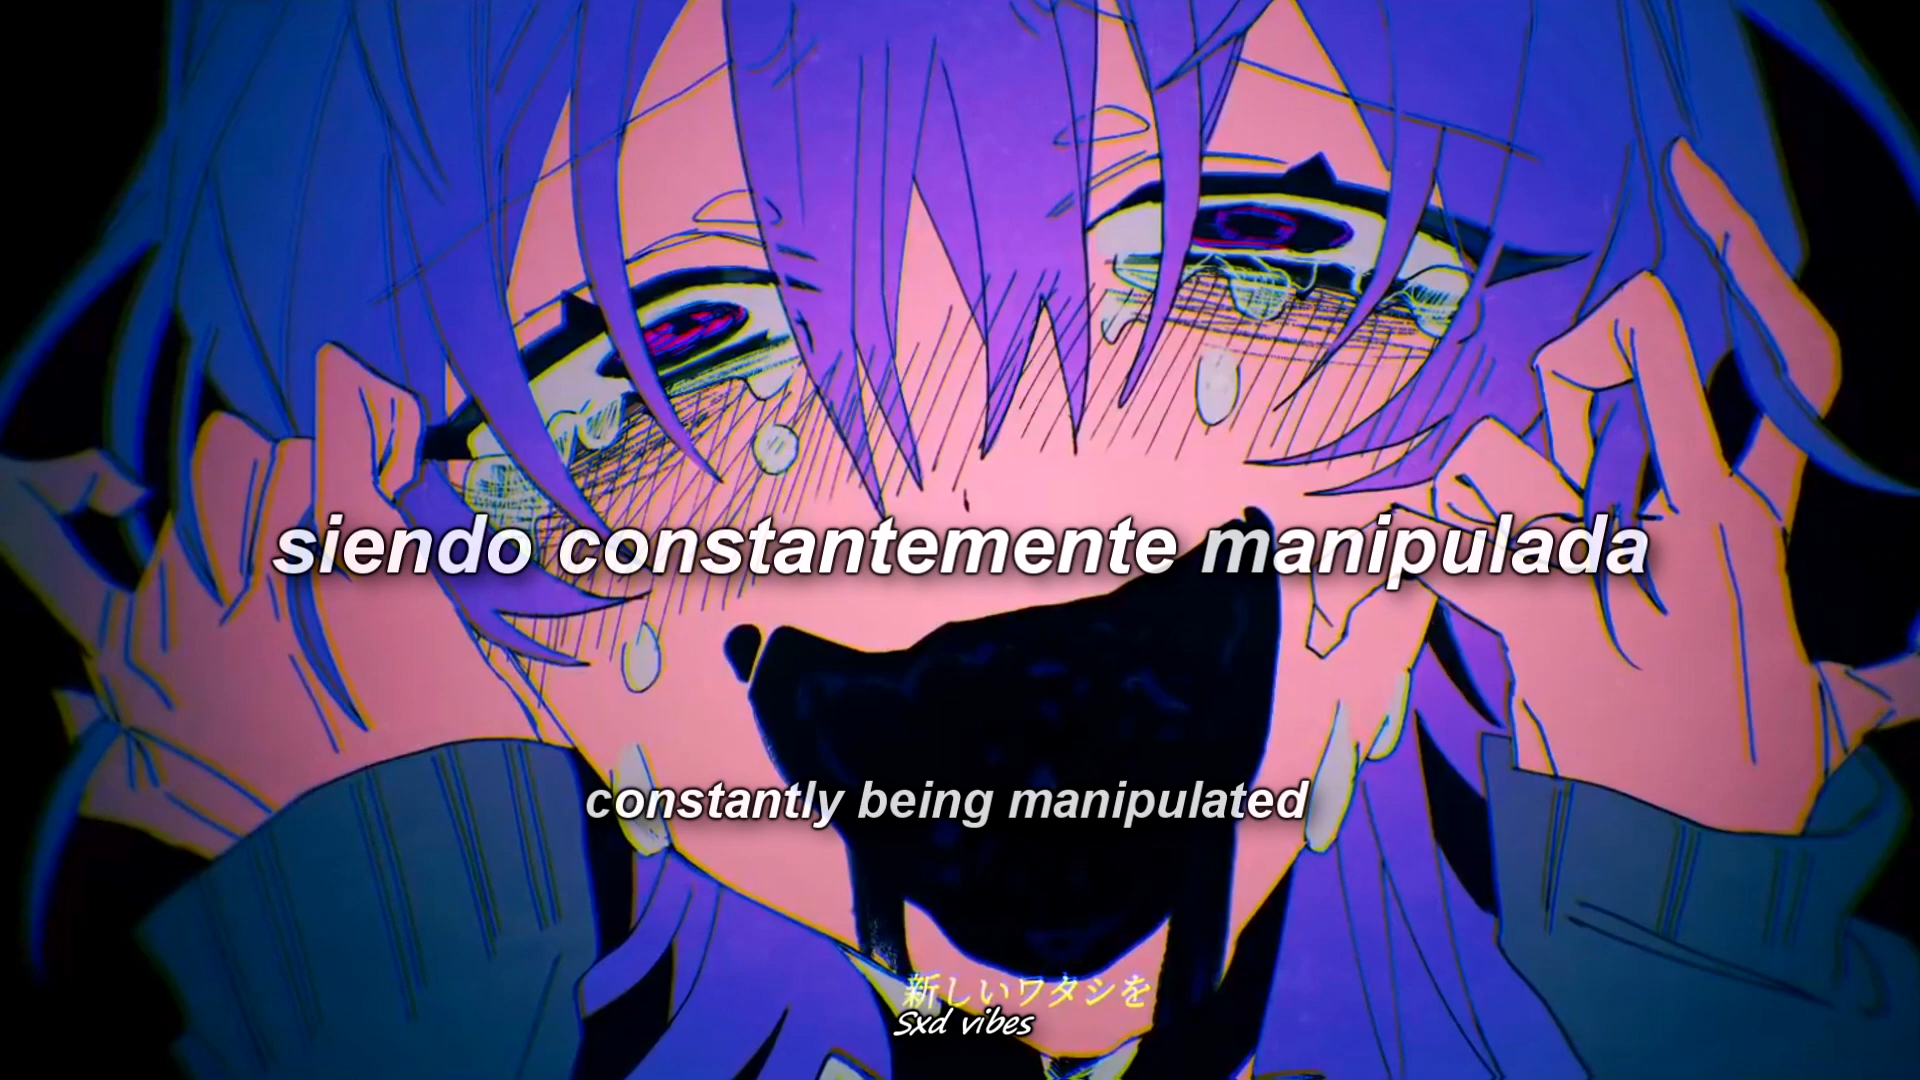 siendo constantemente manipulada
constantly being manipulated
新しいワタシを
Sxd vibes